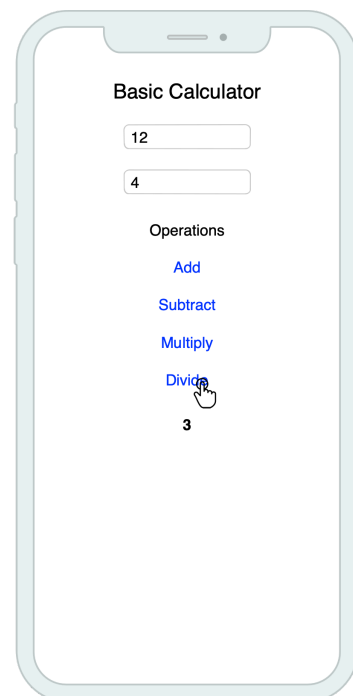 Basic Calculator
12
4
Operations
Add
Subtract
Multiply
Divide
3